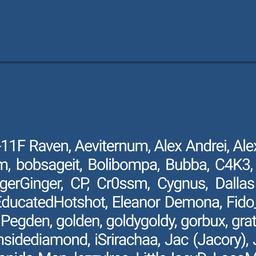 -11F Raven, Aeviternum, Alex Andrei, Alex
m, bobsageit, Bolibompa, Bubba, C4K3,
gerGinger, CP, Cr0ssm, Cygnus, Dallas
EducatedHotshot, Eleanor Demona, Fido_
Pegden, golden, goldygoldy, gorbux, grat
nsidediamond, iSrirachaa, Jac (Jacory), J